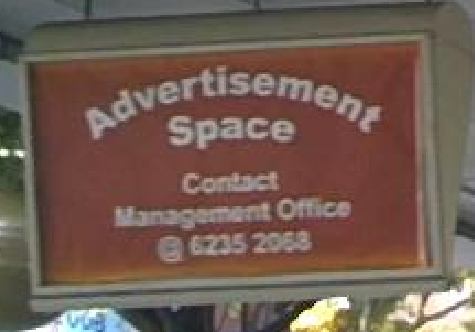 Advertisement
Space
Contact
Management Office
@ 6235 2068